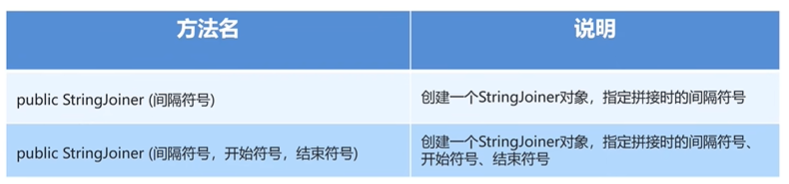 方法名
说明
public StringJoiner (间隔符号)
创建一个StringJoiner对象，指定拼接时的间隔符号
public StringJoiner (间隔符号，开始符号，结束符号)
创建一个StringJoiner对象，指定拼接时的间隔符号、
开始符号、结束符号